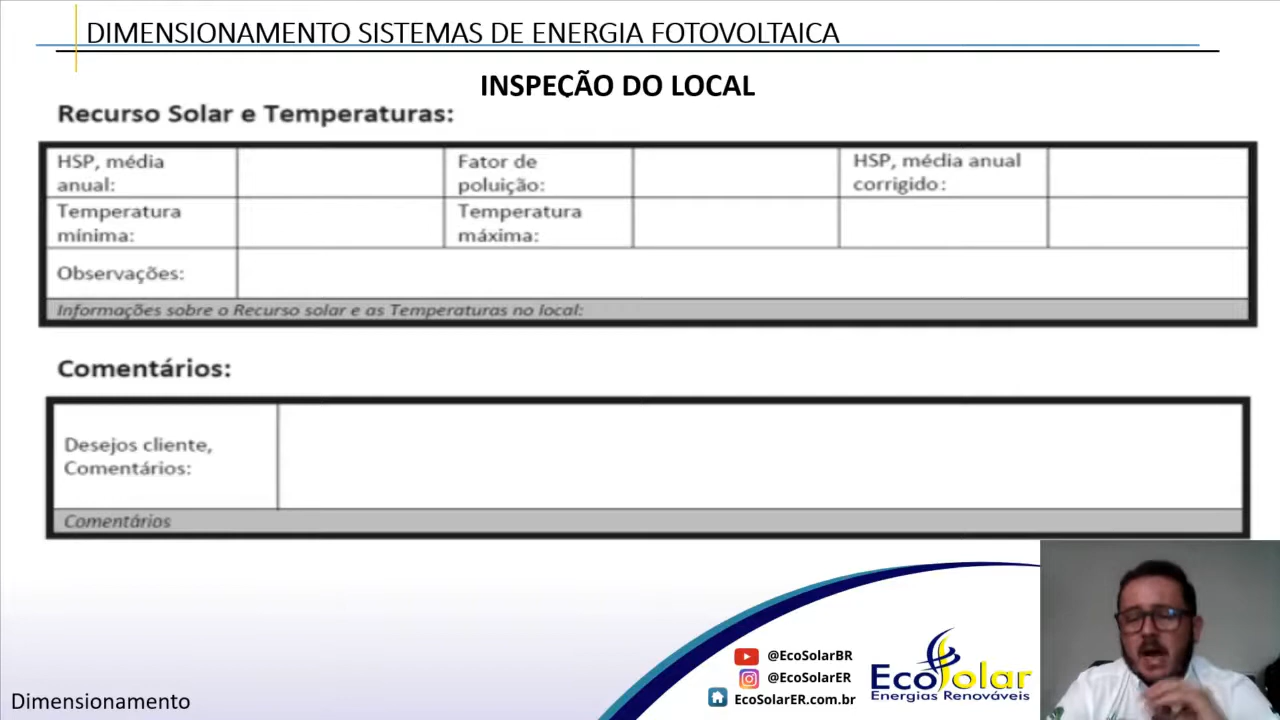 DIMENSIONAMENTO SISTEMAS DE ENERGIA FOTOVOLTAICA
INSPEÇÃO DO LOCAL
Recurso Solar e Temperaturas:
HSP, média anual:
Fator de poluição:
HSP, média anual corrigido:
Temperatura mínima:
Temperatura máxima:
Observações:
Informações sobre o Recurso solar e as Temperaturas no local:
Comentários:
Desejos cliente,
Comentários:
Comentários
@EcoSolarBR
@EcoSolarER
EcoSolarER.com.br
EcoSolar
Energias Renováveis
Dimensionamento